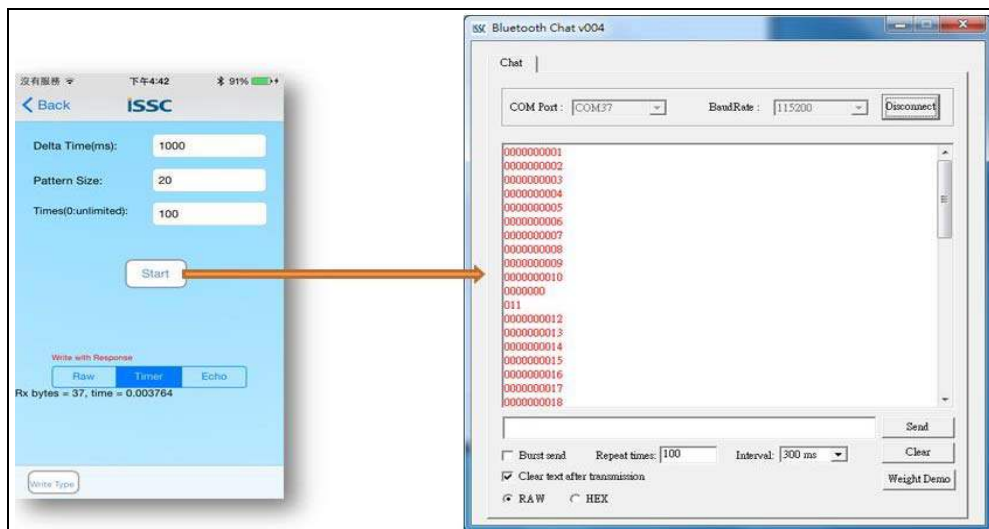 沒有服務 下午4:42 91%
Back ISSC
Delta Time(ms): 1000
Pattern Size: 20
Times(0:unlimited): 100
Start
Write with Response
Raw Timer Echo
Rx bytes = 37, time = 0.003764
Write Type
ISSC Bluetooth Chat v004
Chat
COM Port : COM37 BaudRate : 115200 Disconnect
0000000001
0000000002
0000000003
0000000004
0000000005
0000000006
0000000007
0000000008
0000000009
0000000010
0000000
011
0000000012
0000000013
0000000014
0000000015
0000000016
0000000017
0000000018
Send
Burst send Repeat times: 100 Interval: 300 ms Clear
Clear text after transmission Weight Demo
RAW HEX